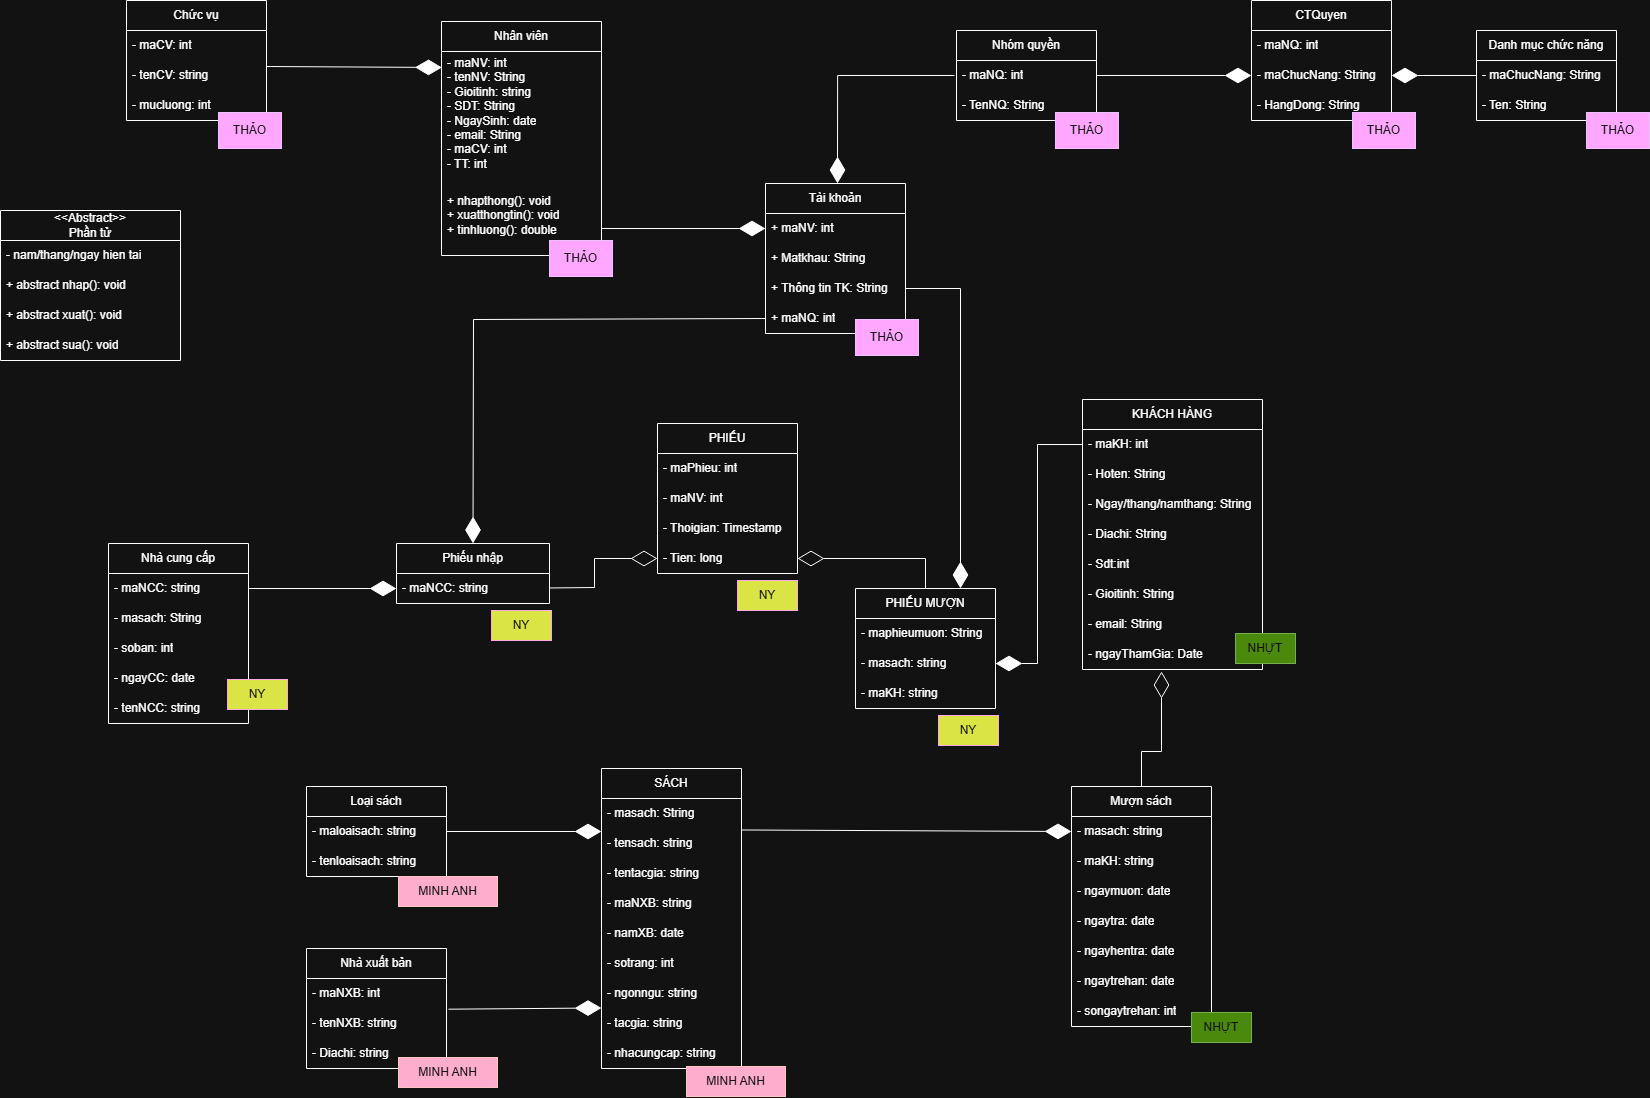 Chức vụ
- maCV: int
- tenCV: string
- mucluong: int
THẢO
Nhân viên
- maNV: int
- tenNV: String
- Gioitinh: string
- SDT: String
- NgaySinh: date
- email: String
- maCV: int
- TT: int
+ nhapthong(): void
+ xuatthongtin(): void
+ tinhluong(): double
THẢO
Nhóm quyền
- maNQ: int
- TenNQ: String
THẢO
CTQuyen
- maNQ: int
- maChucNang: String
- HangDong: String
THẢO
Danh mục chức năng
- maChucNang: String
- Ten: String
THẢO
<<Abstract>>
Phần tử
- nam/thang/ngay hien tai
+ abstract nhap(): void
+ abstract xuat(): void
+ abstract sua(): void
Tài khoản
+ maNV: int
+ Matkhau: String
+ Thông tin TK: String
+ maNQ: int
THẢO
KHÁCH HÀNG
- maKH: int
- Hoten: String
- Ngay/thang/namthang: String
- Diachi: String
- Sdt:int
- Gioitinh: String
- email: String
- ngayThamGia: Date
NHỰT
PHIẾU
- maPhieu: int
- maNV: int
- Thoigian: Timestamp
- Tien: long
NY
Nhà cung cấp
- maNCC: string
- masach: String
- soban: int
- ngayCC: date
- tenNCC: string
NY
Phiếu nhập
- maNCC: string
NY
PHIẾU MƯỢN
- maphieumuon: String
- masach: string
- maKH: string
NY
Loại sách
- maloaisach: string
- tenloaisach: string
MINH ANH
SÁCH
- masach: String
- tensach: string
- tentacgia: string
- maNXB: string
- namXB: date
- sotrang: int
- ngonngu: string
- tacgia: string
- nhacungcap: string
MINH ANH
Mượn sách
- masach: string
- maKH: string
- ngaymuon: date
- ngaytra: date
- ngayhentra: date
- ngaytrehan: date
- songaytrehan: int
NHỰT
Nhà xuất bản
- maNXB: int
- tenNXB: string
- Diachi: string
MINH ANH